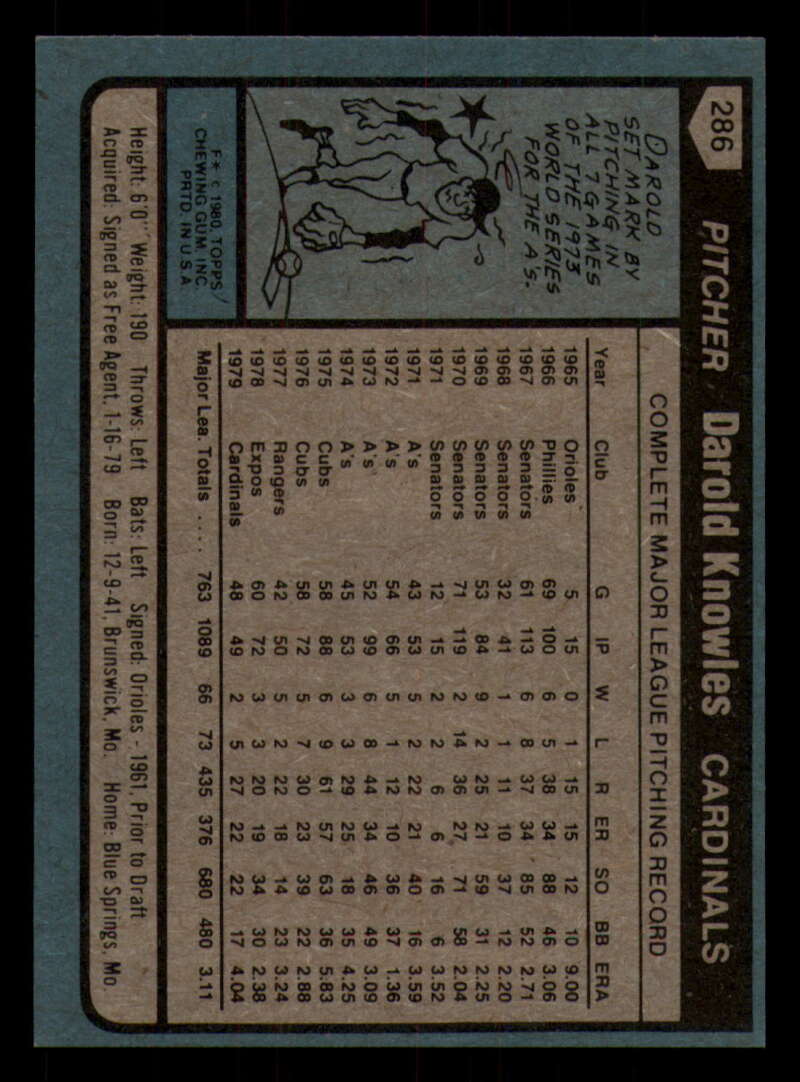 286
PITCHER Darold Knowles CARDINALS
DAROLD
SET MARK BY
PITCHING IN
ALL 7 GAMES
OF THE 1973
WORLD SERIES
FOR THE A's.
F* © 1980 TOPPS/
CHEWING GUM, INC.
PRTD. IN U.S.A
COMPLETE MAJOR LEAGUE PITCHING RECORD
Year Club G IP W L R ER SO BB ERA
1965 Orioles 5 15 0 1 15 15 12 10 9.00
1966 Phillies 69 100 6 5 38 34 88 46 3.06
1967 Senators 61 113 6 8 37 34 85 52 2.71
1968 Senators 32 41 1 1 11 10 37 12 2.20
1969 Senators 53 84 9 2 25 21 59 31 2.25
1970 Senators 71 119 2 14 36 27 71 58 2.04
1971 Senators 12 15 2 2 6 6 16 6 3.52
1971 A's 43 53 5 2 22 21 40 16 3.59
1972 A's 54 66 5 1 12 10 36 37 1.36
1973 A's 52 99 6 8 44 34 46 49 3.09
1974 A's 45 53 3 3 29 25 18 35 4.25
1975 Cubs 58 88 6 9 61 57 63 36 5.83
1976 Cubs 58 72 5 7 30 23 39 22 2.88
1977 Rangers 42 50 5 2 22 18 14 23 3.24
1978 Expos 60 72 3 3 20 19 34 30 2.38
1979 Cardinals 48 49 2 5 27 22 22 17 4.04
Major Lea. Totals .... 763 1089 66 73 435 376 680 480 3.11
Height: 6'0" Weight: 190 Throws: Left Bats: Left Signed: Orioles - 1961, Prior to Draft
Acquired: Signed as Free Agent, 1-16-79 Born: 12-9-41, Brunswick, Mo. Home: Blue Springs, Mo.